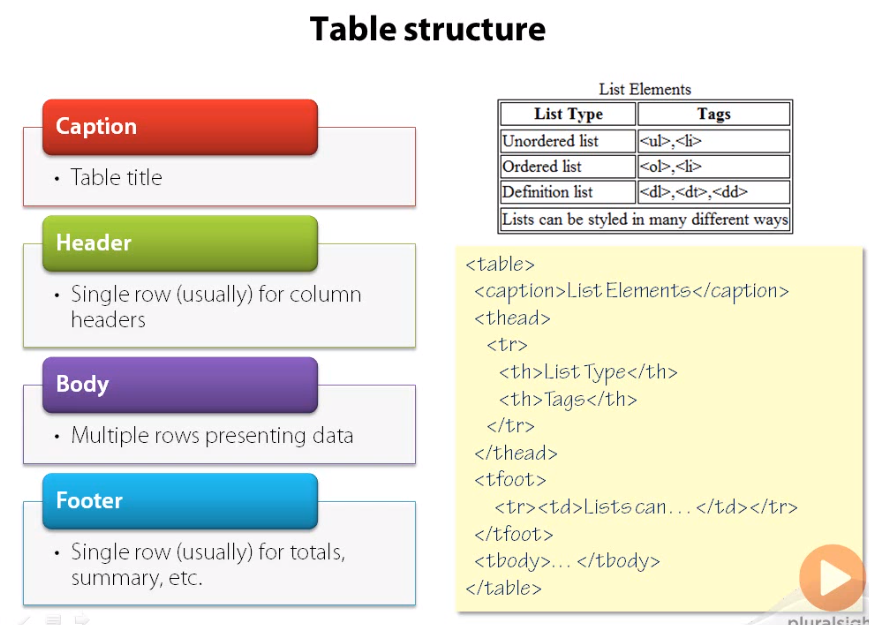 Table structure
Caption
• Table title
Header
• Single row (usually) for column
headers
Body
• Multiple rows presenting data
Footer
• Single row (usually) for totals,
summary, etc.
List Elements
List Type Tags
Unordered list <ul>,<li>
Ordered list <ol>,<li>
Definition list <dl>,<dt>,<dd>
Lists can be styled in many different ways
<table>
<caption>List Elements</caption>
<thead>
<tr>
<th>List Type</th>
<th>Tags</th>
</tr>
</thead>
<tfoot>
<tr><td>Lists can... </td></tr>
</tfoot>
<tbody>... </tbody>
</table>